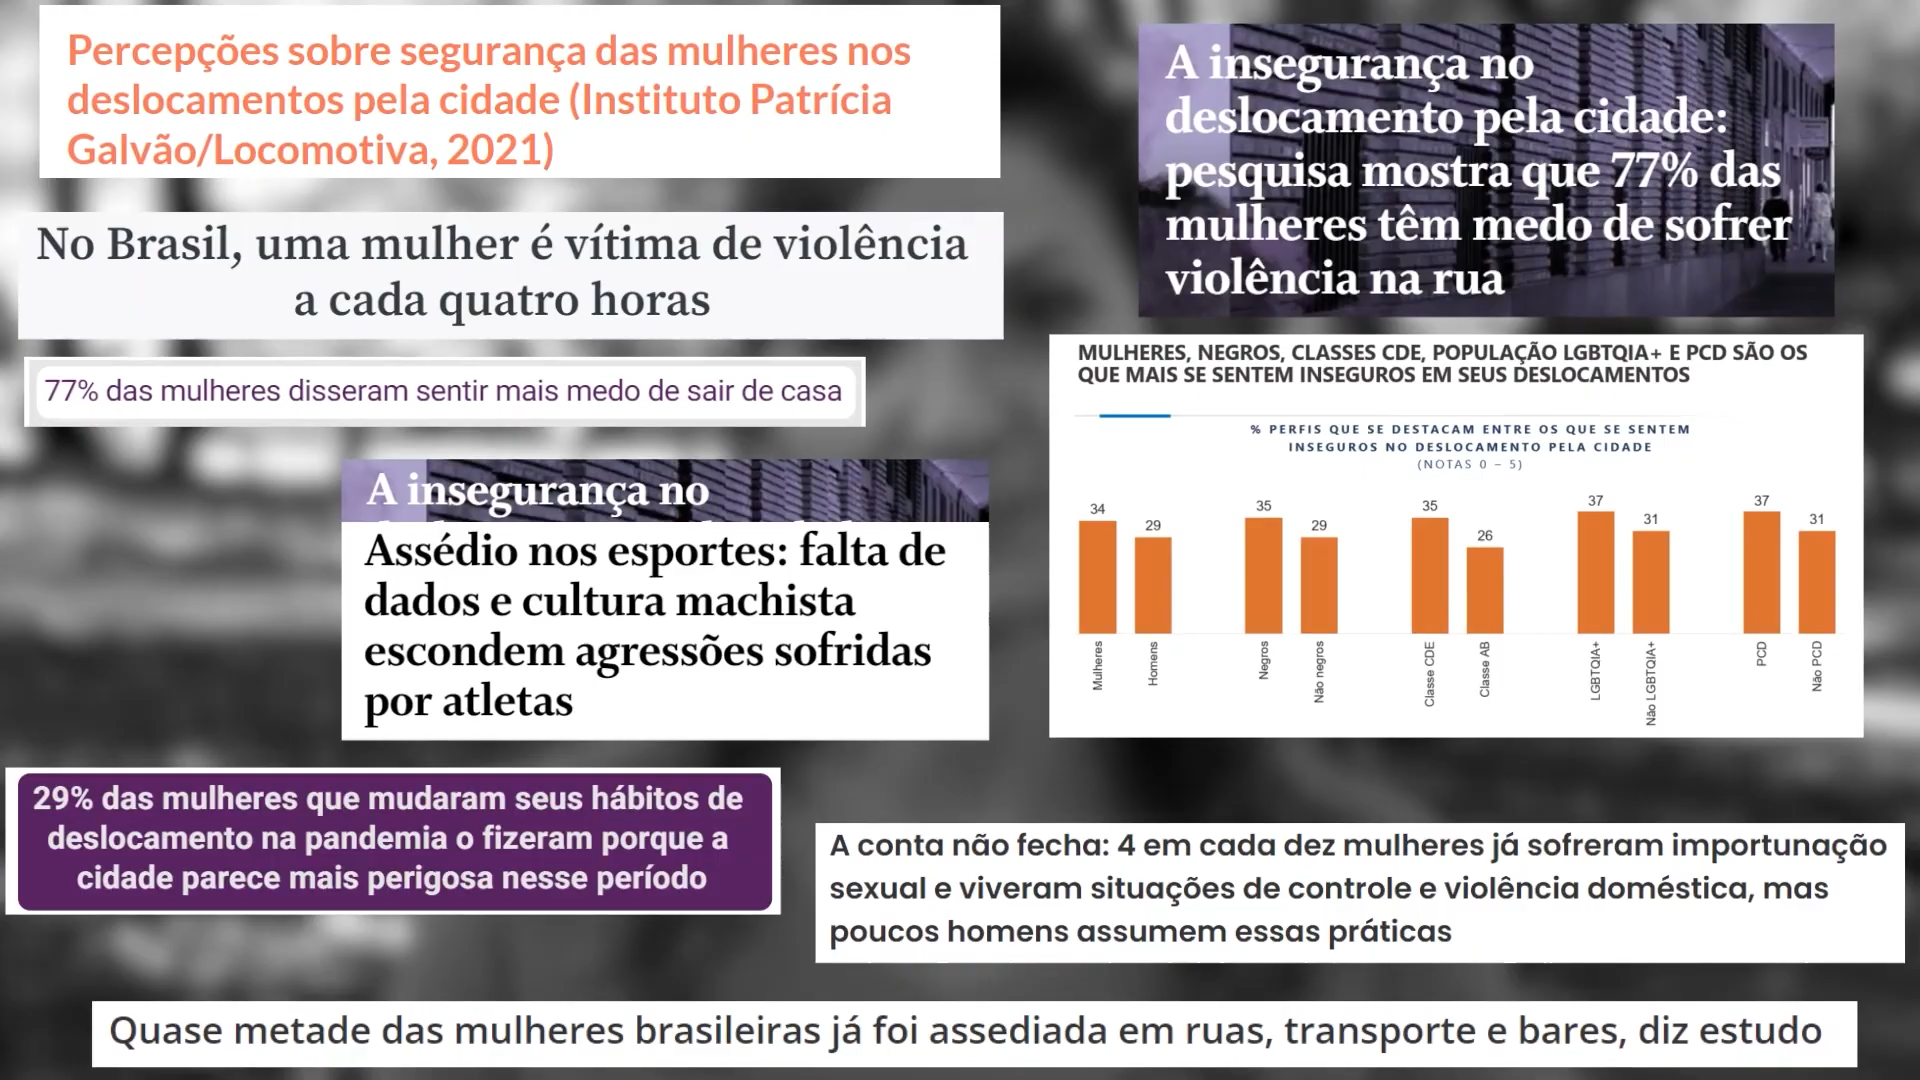 Percepções sobre segurança das mulheres nos
deslocamentos pela cidade (Instituto Patrícia
Galvão/Locomotiva, 2021)
No Brasil, uma mulher é vítima de violência
a cada quatro horas
77% das mulheres disseram sentir mais medo de sair de casa
A insegurança no
Assédio nos esportes: falta de
dados e cultura machista
escondem agressões sofridas
por atletas
29% das mulheres que mudaram seus hábitos de
deslocamento na pandemia o fizeram porque a
cidade parece mais perigosa nesse período
A insegurança no
deslocamento pela cidade:
pesquisa mostra que 77% das
mulheres têm medo de sofrer
violência na rua
MULHERES, NEGROS, CLASSES CDE, POPULAÇÃO LGBTQIA+ E PCD SÃO OS
QUE MAIS SE SENTEM INSEGUROS EM SEUS DESLOCAMENTOS
% PERFIS QUE SE DESTACAM ENTRE OS QUE SE SENTEM
INSEGUROS NO DESLOCAMENTO PELA CIDADE
(NOTAS 0 – 5)
34 29 35 29 35 26 37 31 37 31
Mulheres
Homens
Negros
Não negros
Classe CDE
Classe AB
LGBTQIA+
Não LGBTQIA+
PCD
Não PCD
A conta não fecha: 4 em cada dez mulheres já sofreram importunação
sexual e viveram situações de controle e violência doméstica, mas
poucos homens assumem essas práticas
Quase metade das mulheres brasileiras já foi assediada em ruas, transporte e bares, diz estudo